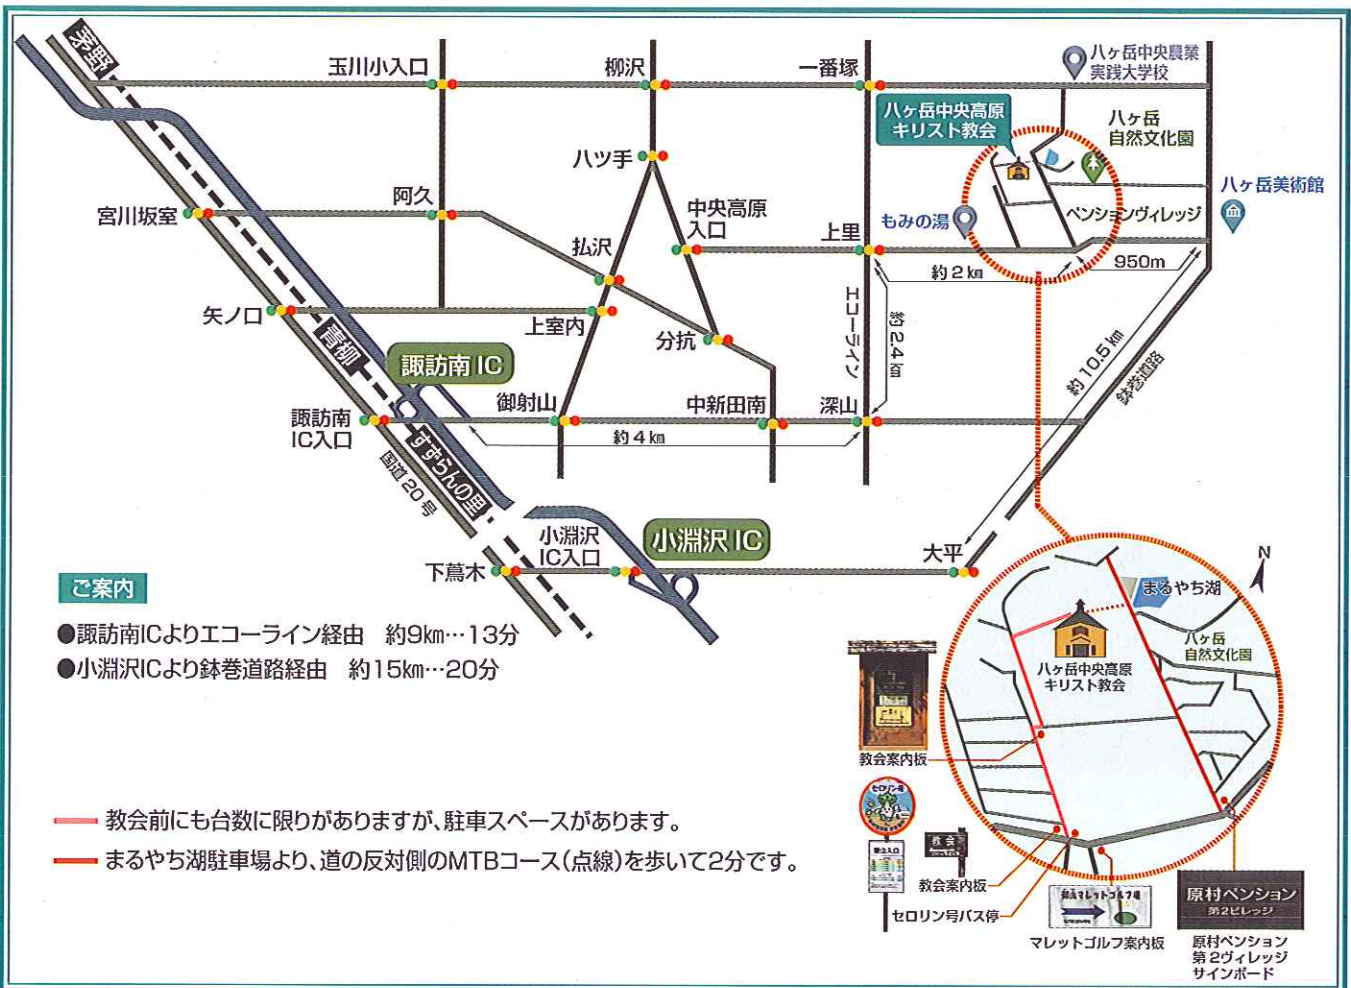 茅野
玉川小入口
柳沢
一番塚
八ヶ岳中央農業
実践大学校
八ヶ岳中央高原
キリスト教会
八ヶ岳
自然文化園
八ツ手
宮川坂室
阿久
中央高原
入口
もみの湯
ペンションヴィレッジ
八ヶ岳美術館
払沢
上里
約2㎞
950m
矢ノ口
青柳
上室内
分抗
エコーライン
約2.4㎞
約10.5㎞
鉢巻道路
諏訪南IC
諏訪南
IC入口
御射山
中新田南
深山
約4㎞
国道20号
すずらんの里
小淵沢
IC入口
小淵沢IC
下蔦木
大平
N
ご案内
●諏訪南ICよりエコーライン経由 約9㎞…13分
●小淵沢ICより鉢巻道路経由 約15㎞…20分
まるやち湖
八ヶ岳
自然文化園
八ヶ岳中央高原
キリスト教会
教会案内板
セロリン号
教会
教会案内板
セロリン号バス停
マレットゴルフ案内板
原村ペンション
第2ビレッジ
原村ペンション
第2ヴィレッジ
サインボード
教会前にも台数に限りがありますが、駐車スペースがあります。
まるやち湖駐車場より、道の反対側のMTBコース(点線)を歩いて2分です。